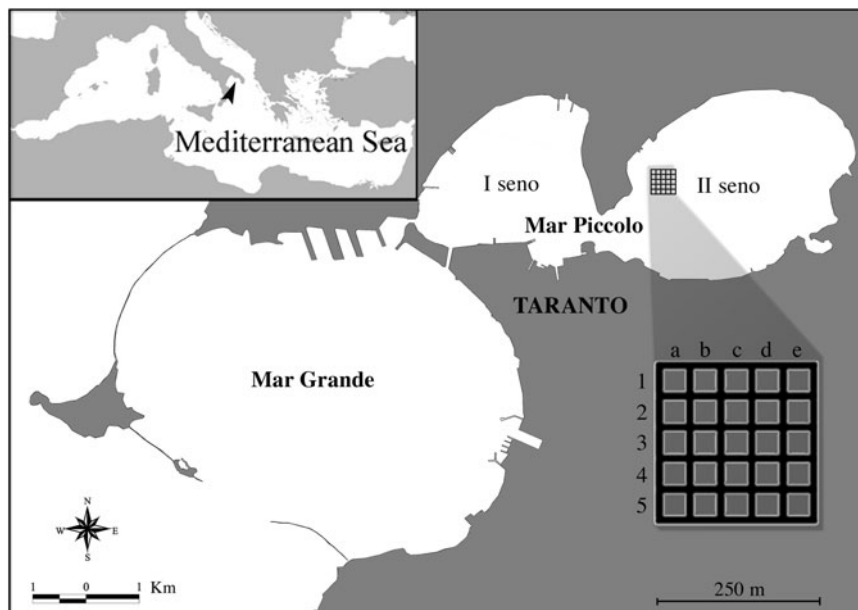 Mediterranean Sea
I seno
II seno
Mar Piccolo
TARANTO
Mar Grande
a b c d e
1
2
3
4
5
N
W E
S
1 0 1 Km
250 m